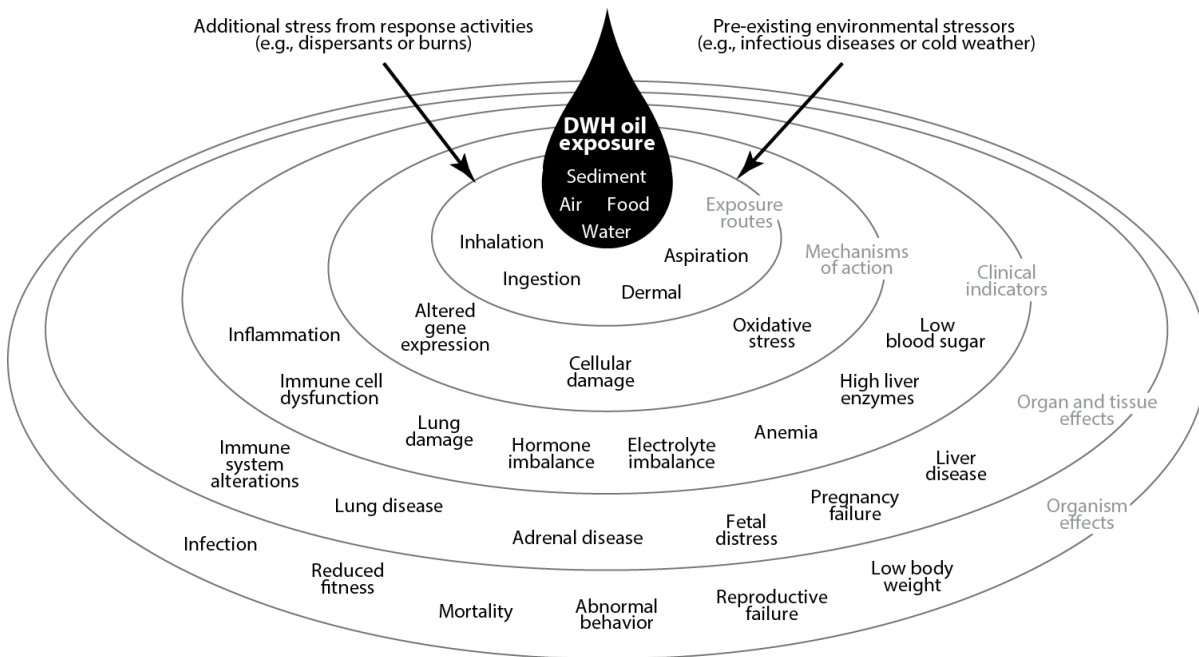 Additional stress from response activities
(e.g., dispersants or burns)
Pre-existing environmental stressors
(e.g., infectious diseases or cold weather)
DWH oil
exposure
Sediment
Air Food
Water
Exposure
routes
Inhalation
Ingestion
Dermal
Aspiration
Mechanisms
of action
Altered
gene
expression
Cellular
damage
Oxidative
stress
Clinical
indicators
Inflammation
Immune cell
dysfunction
Lung
damage
Hormone
imbalance
Electrolyte
imbalance
Anemia
High liver
enzymes
Low
blood sugar
Organ and tissue
effects
Immune
system
alterations
Lung disease
Adrenal disease
Fetal
distress
Pregnancy
failure
Liver
disease
Organism
effects
Infection
Reduced
fitness
Mortality
Abnormal
behavior
Reproductive
failure
Low body
weight